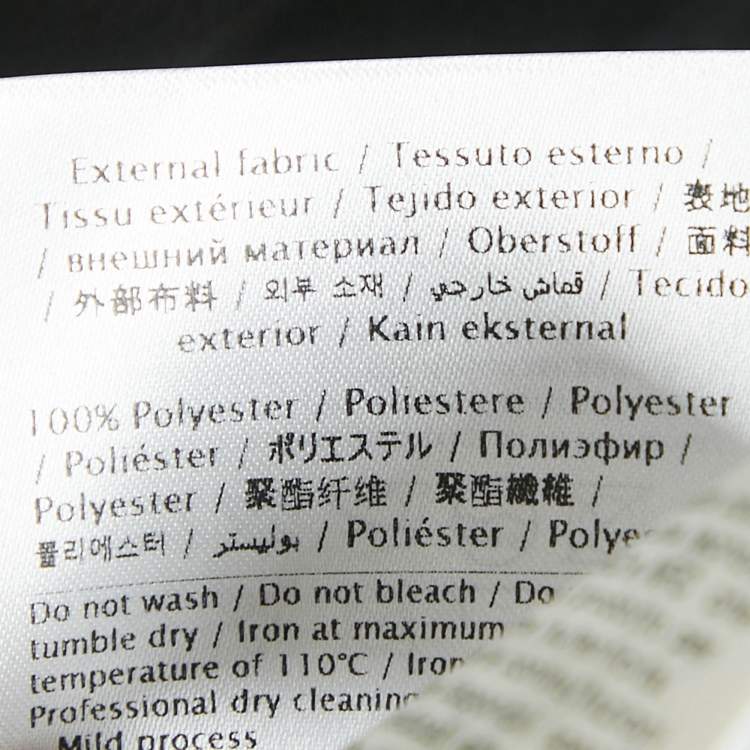 External fabric / Tessuto esterno /
Tissu extérieur / Tejido exterior / 表地
/ внешний материал / Oberstoff / 面料
/ 外部布料 / 외부 소재 / قماش خارجي / Tecido
exterior / Kain eksternal
100% Polyester / Poliestere / Polyester
/ Poliéster / ポリエステル / Полиэфир /
Polyester / 聚酯纤维 / 聚酯纖維 /
폴리에스터 / بوليستر / Poliéster /
Do not wash / Do not bleach / Do
tumble dry / Iron at maximum
temperature of 110°C / Iron
Professional dry cleaning
Mild process